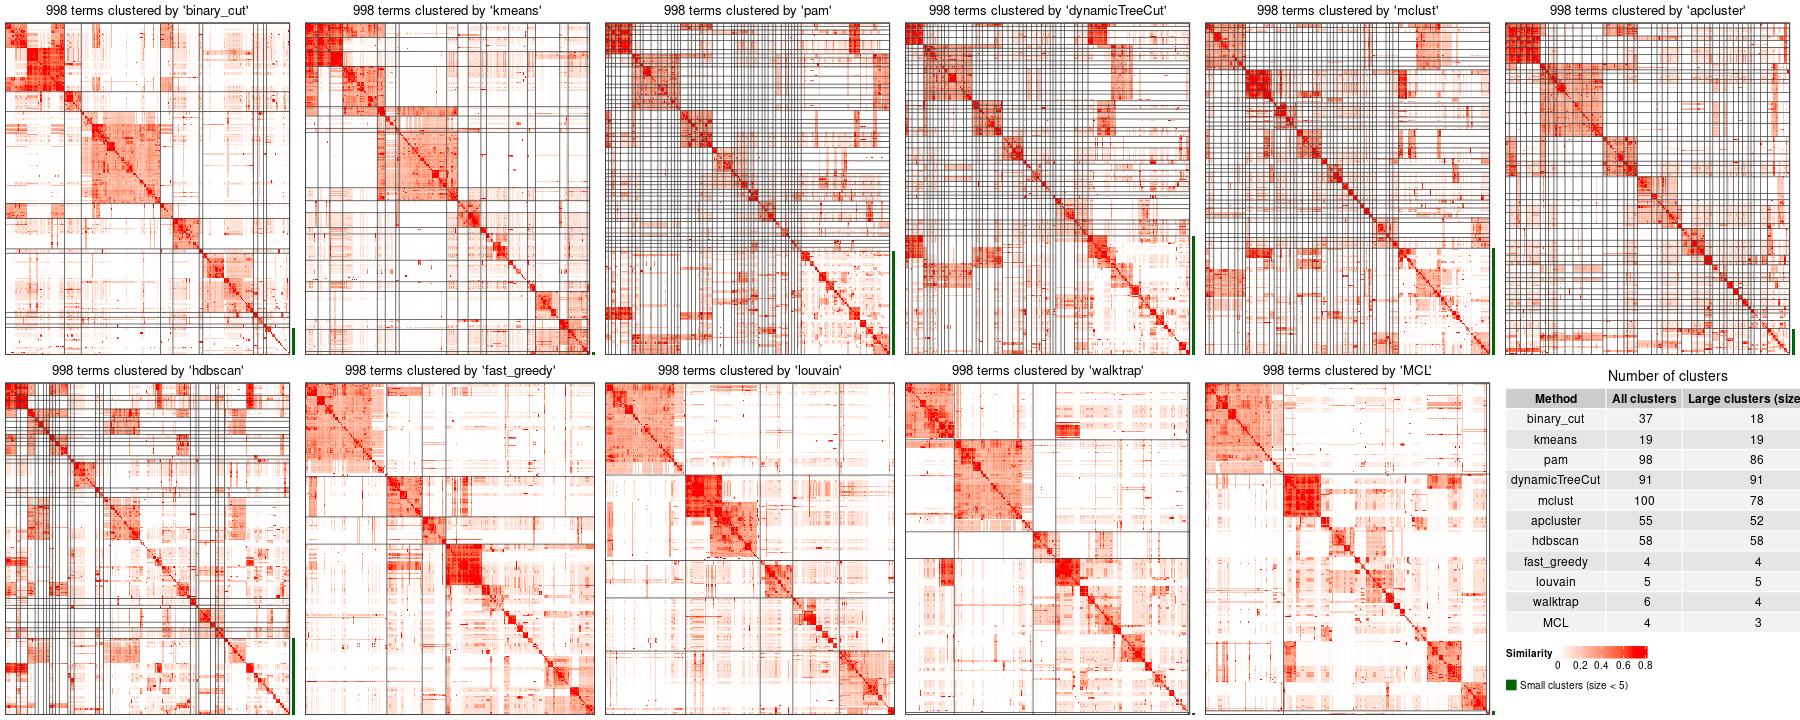 998 terms clustered by 'binary_cut'
998 terms clustered by 'kmeans'
998 terms clustered by 'pam'
998 terms clustered by 'dynamicTreeCut'
998 terms clustered by 'mclust'
998 terms clustered by 'apcluster'
998 terms clustered by 'hdbscan'
998 terms clustered by 'fast_greedy'
998 terms clustered by 'louvain'
998 terms clustered by 'walktrap'
998 terms clustered by 'MCL'
Number of clusters
Method All clusters Large clusters (size
binary_cut 37 18
kmeans 19 19
pam 98 86
dynamicTreeCut 91 91
mclust 100 78
apcluster 55 52
hdbscan 58 58
fast_greedy 4 4
louvain 5 5
walktrap 6 4
MCL 4 3
Similarity
0 0.2 0.4 0.6 0.8
Small clusters (size < 5)